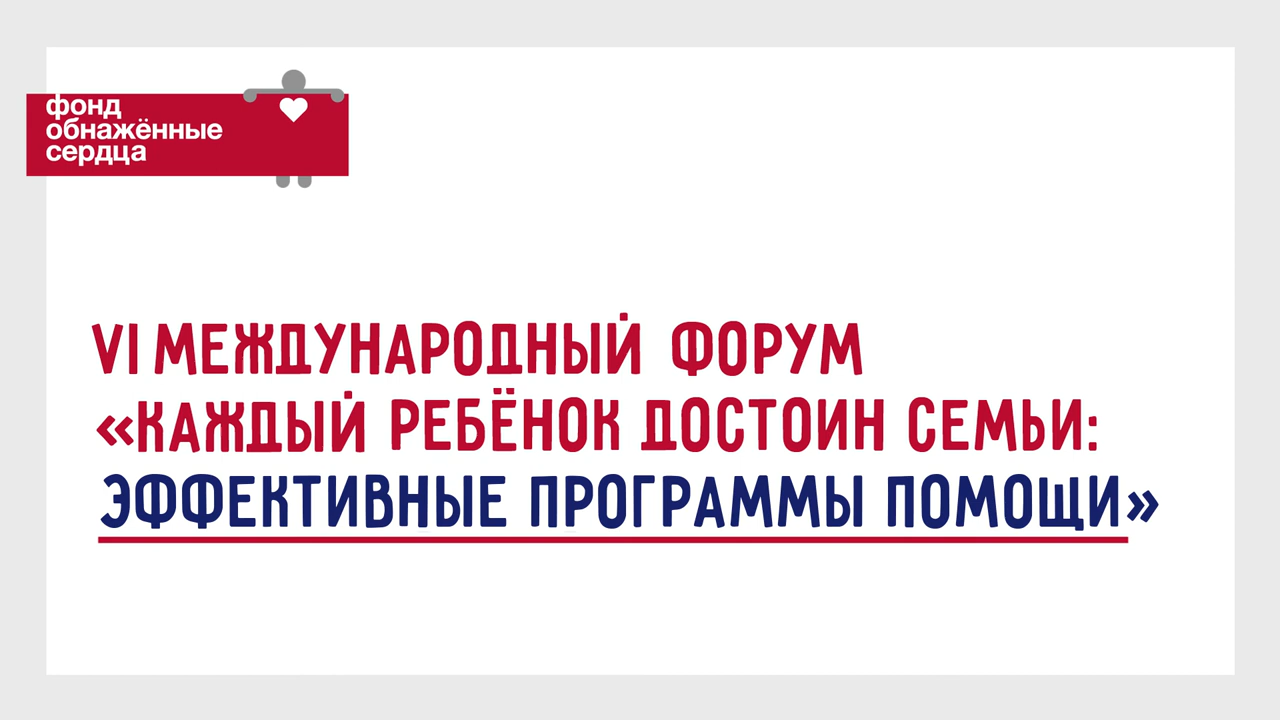 фонд
обнажённые
сердца
VI МЕЖДУНАРОДНЫЙ ФОРУМ
«КАЖДЫЙ РЕБЁНОК ДОСТОИН СЕМЬИ:
ЭФФЕКТИВНЫЕ ПРОГРАММЫ ПОМОЩИ»